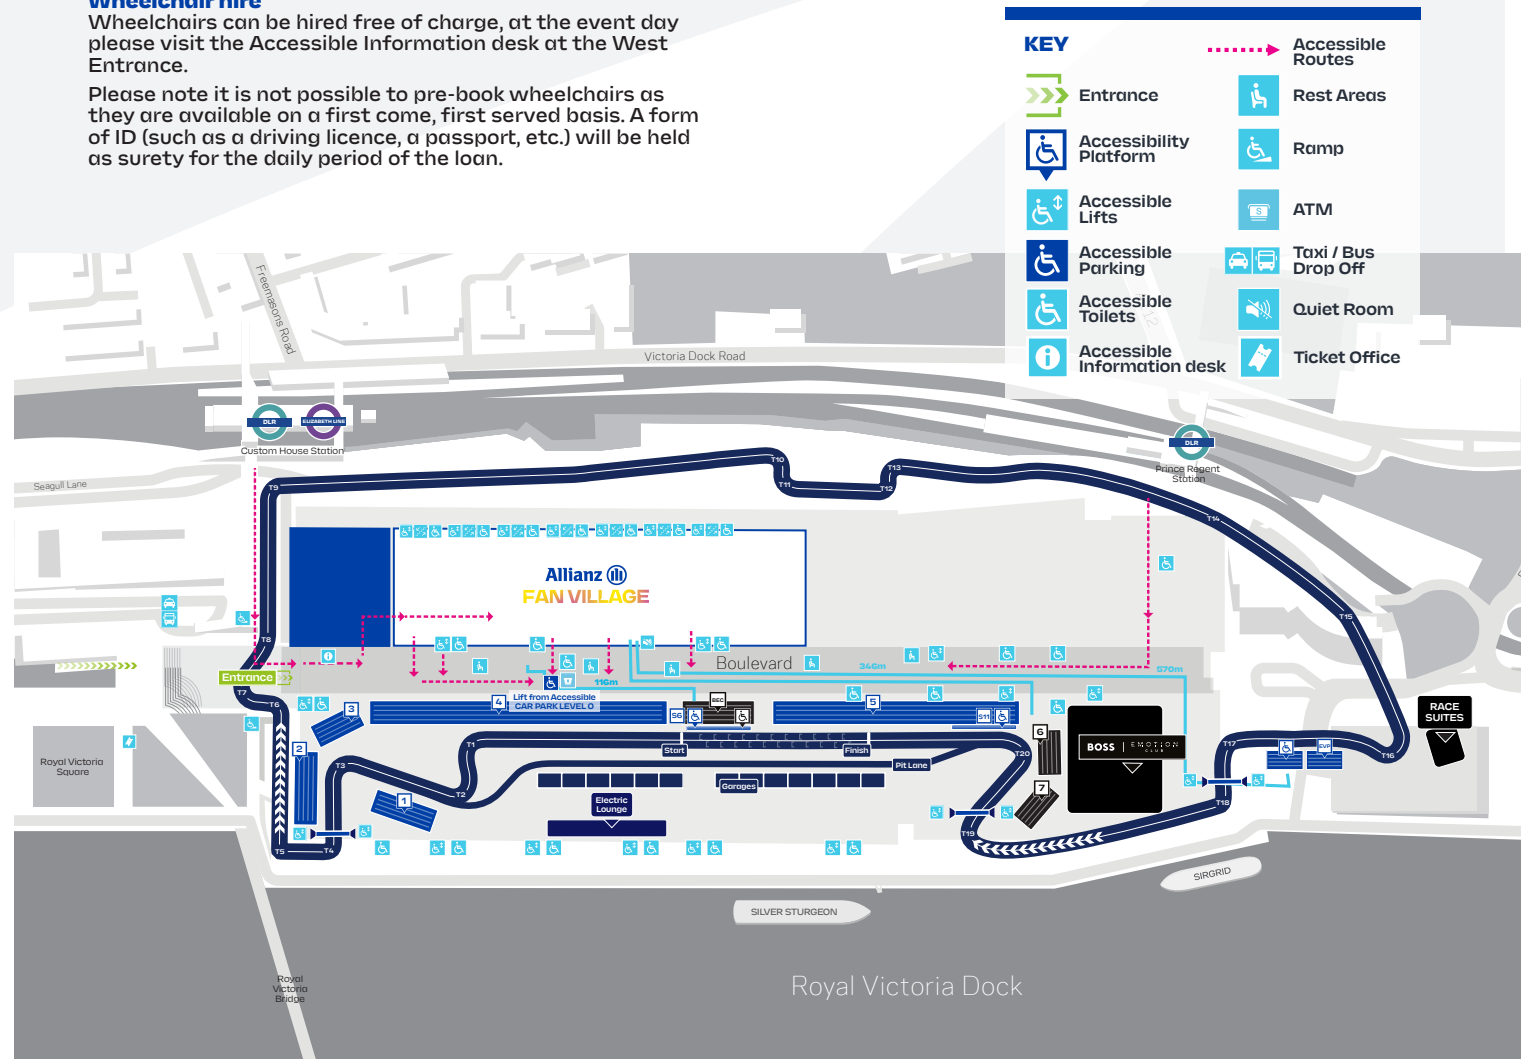 Wheelchair hire
Wheelchairs can be hired free of charge, at the event day
please visit the Accessible Information desk at the West
Entrance.
Please note it is not possible to pre-book wheelchairs as
they are available on a first come, first served basis. A form
of ID (such as a driving licence, a passport, etc.) will be held
as surety for the daily period of the loan.
KEY
Accessible
Routes
Entrance
Rest Areas
Accessibility
Platform
Ramp
Accessible
Lifts
ATM
Accessible
Parking
Taxi / Bus
Drop Off
Accessible
Toilets
Quiet Room
Accessible
Information desk
Ticket Office
12
Freemasons Road
Victoria Dock Road
DLR
ELIZABETH LINE
Custom House Station
DLR
Prince Regent
Station
Seagull Lane
T9
T10
T11
T12
T13
T14
T15
Allianz
FAN VILLAGE
T8
Boulevard
346m
570m
116m
Entrance
T7
T6
Lift from Accessible
CAR PARK LEVEL 0
4
3
S6
BEC
5
S11
6
7
RACE
SUITES
BOSS | EMOTION
CLUB
2
T1
Start
Finish
T20
Pit Lane
T17
EVP
T16
Royal Victoria
Square
T3
T2
1
Garages
Electric
Lounge
T18
T5
T4
T19
SIRGRID
SILVER STURGEON
Royal
Victoria
Bridge
Royal Victoria Dock